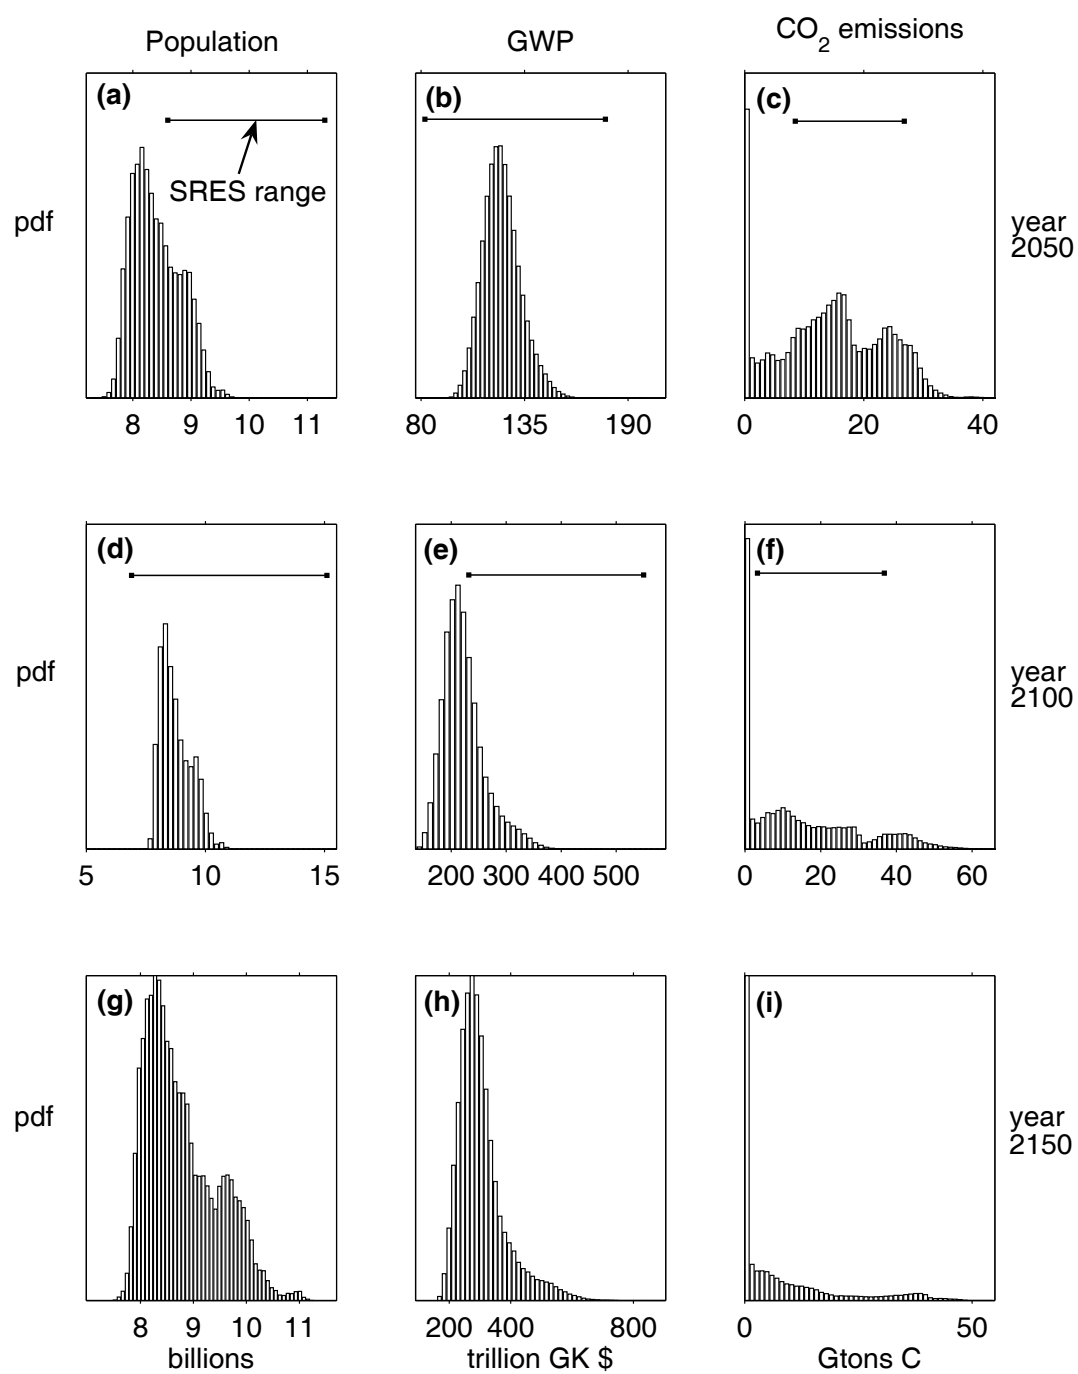 Population GWP CO2 emissions
(a) (b) (c)
SRES range
pdf year
2050
8 9 10 11 80 135 190 0 20 40
(d) (e) (f)
pdf year
2100
5 10 15 200 300 400 500 0 20 40 60
(g) (h) (i)
pdf year
2150
8 9 10 11 200 400 800 0 50
billions trillion GK $ Gtons C